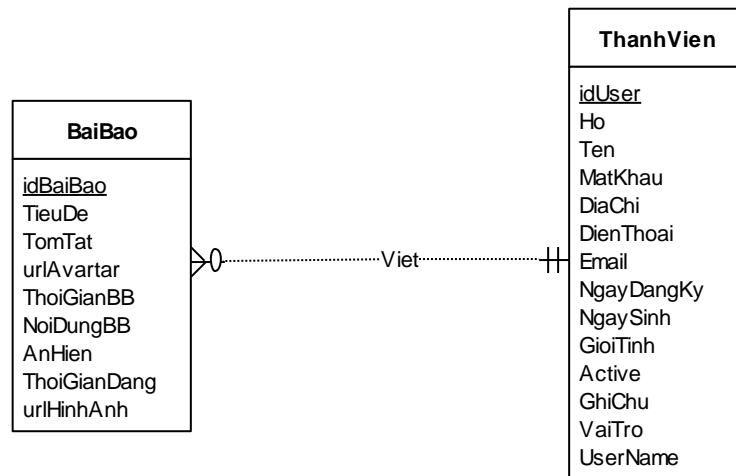 BaiBao
idBaiBao
TieuDe
TomTat
urlAvartar
ThoiGianBB
NoiDungBB
AnHien
ThoiGianDang
urlHinhAnh
Viet
ThanhVien
idUser
Ho
Ten
MatKhau
DiaChi
DienThoai
Email
NgayDangKy
NgaySinh
GioiTinh
Active
GhiChu
VaiTro
UserName